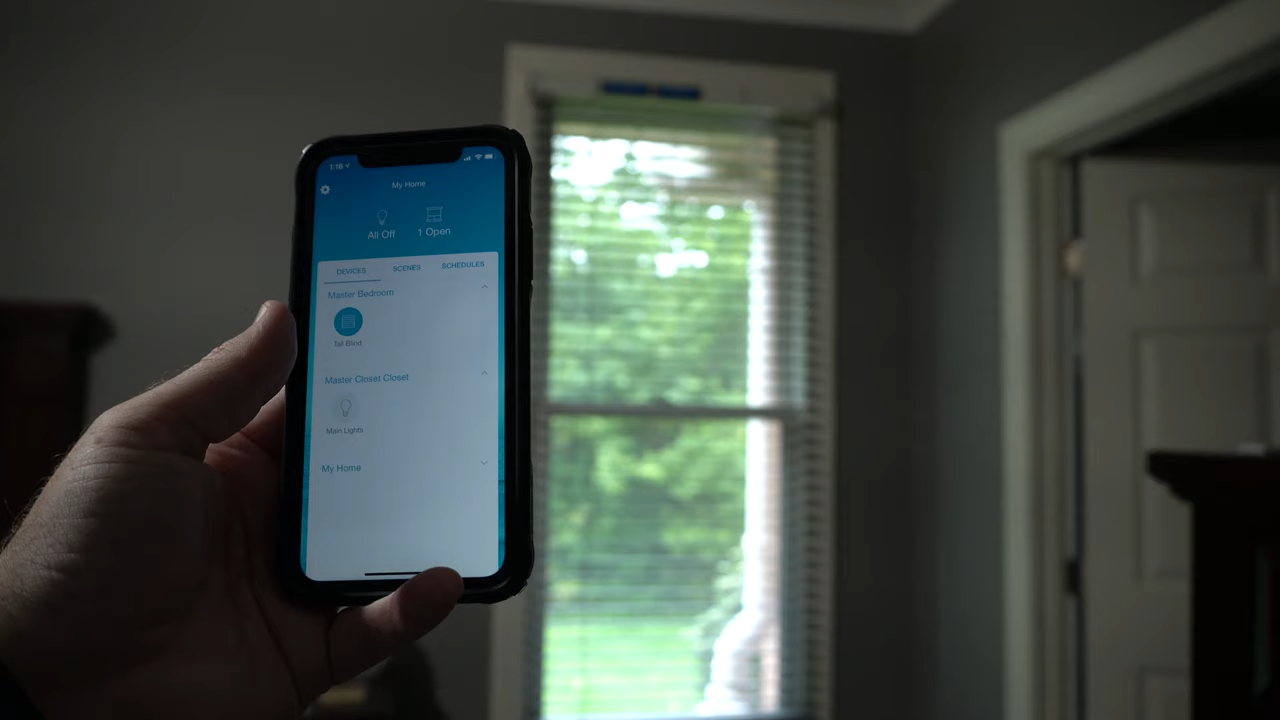 1:16
My Home
All Off 1 Open
DEVICES SCENES SCHEDULES
Master Bedroom
Tall Blind
Master Closet Closet
Main Lights
My Home